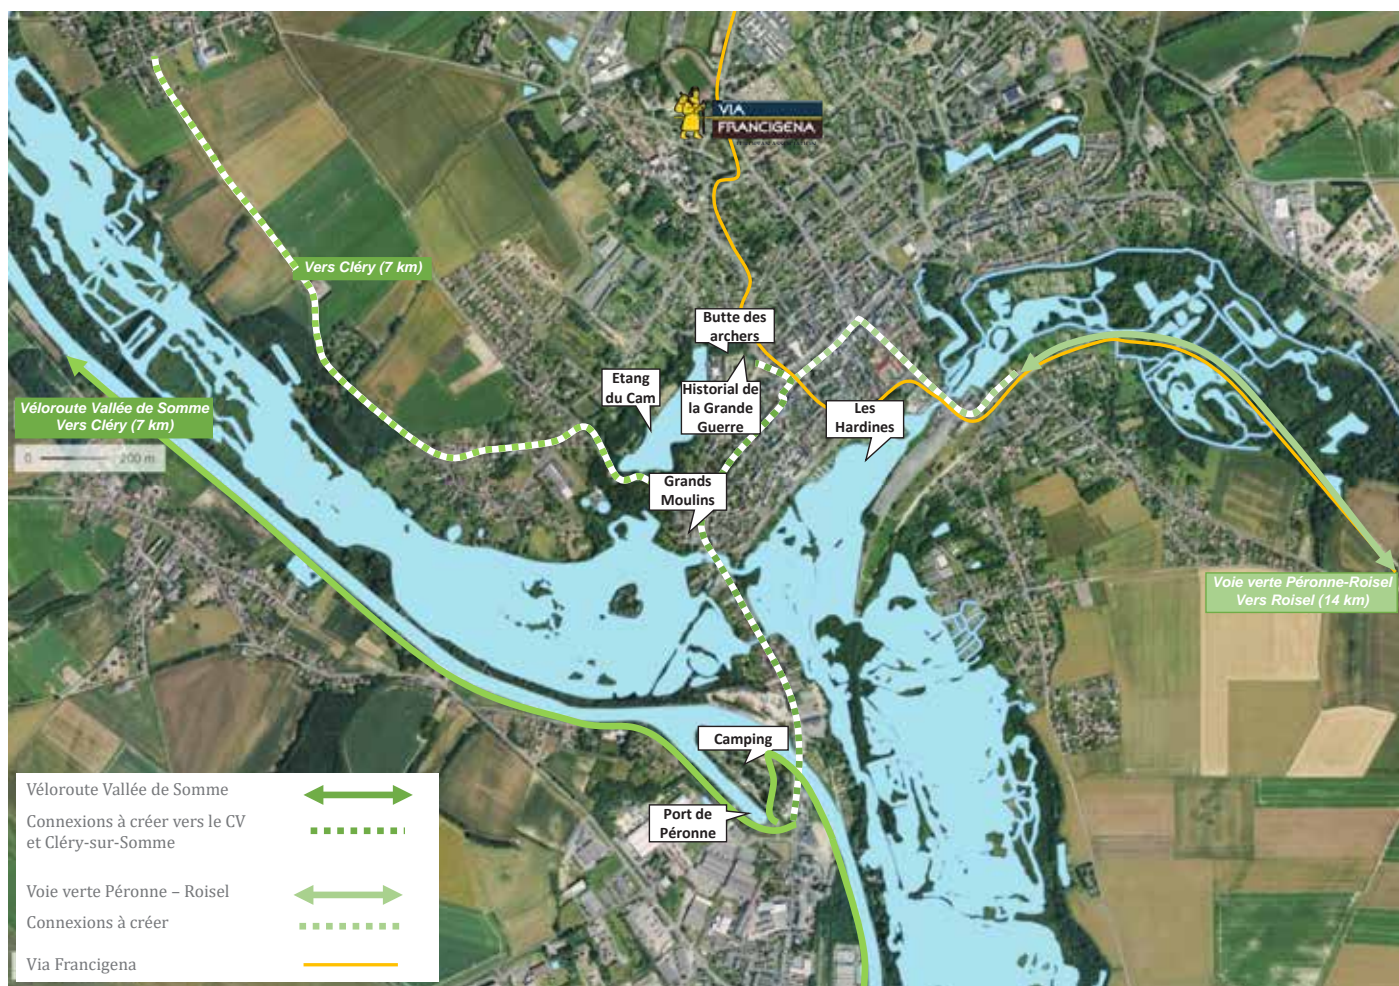 VIA
FRANCIGENA
Vers Cléry (7 km)
Butte des
archers
Etang
du Cam
Historial de
la Grande
Guerre
Les
Hardines
Véloroute Vallée de Somme
Vers Cléry (7 km)
0 200 m
Grands
Moulins
Voie verte Péronne-Roisel
Vers Roisel (14 km)
Camping
Port de
Péronne
Véloroute Vallée de Somme
Connexions à créer vers le CV
et Cléry-sur-Somme
Voie verte Péronne – Roisel
Connexions à créer
Via Francigena